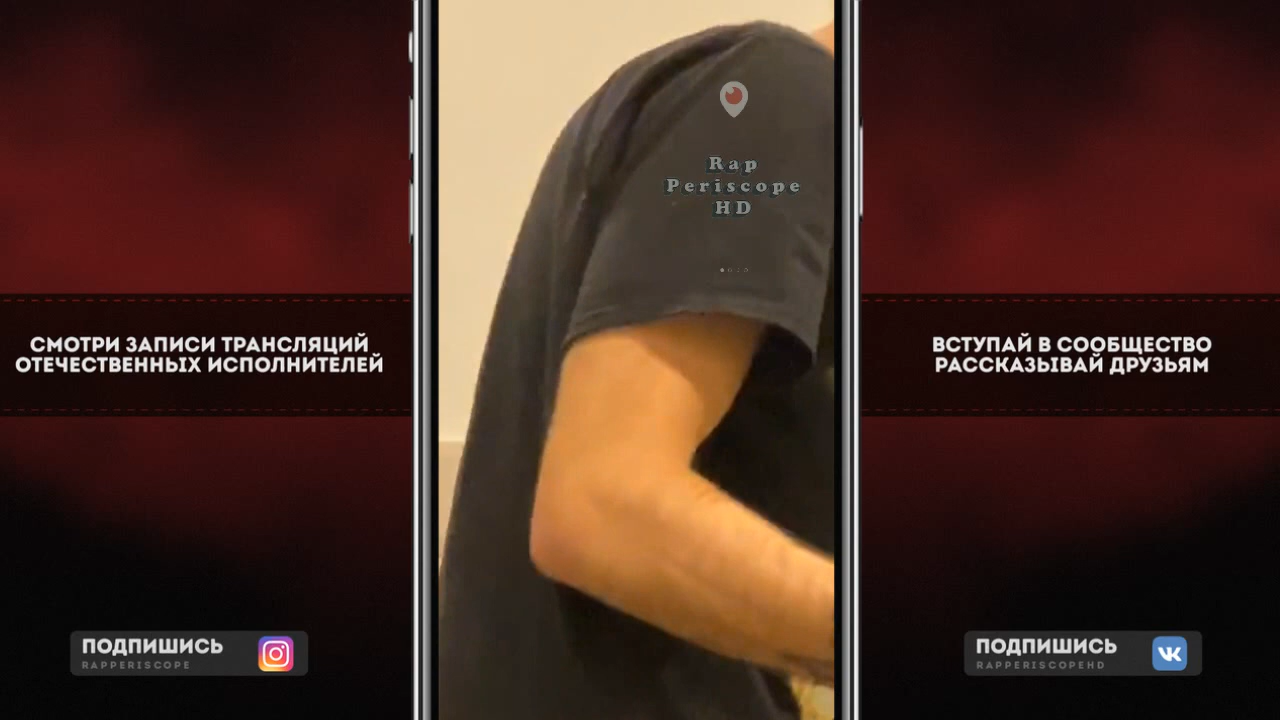 Rap
Periscope
HD
СМОТРИ ЗАПИСИ ТРАНСЛЯЦИЙ
ОТЕЧЕСТВЕННЫХ ИСПОЛНИТЕЛЕЙ
ВСТУПАЙ В СООБЩЕСТВО
РАССКАЗЫВАЙ ДРУЗЬЯМ
ПОДПИШИСЬ
RAPPERISCOPE
ПОДПИШИСЬ
RAPPERISCOPEHD